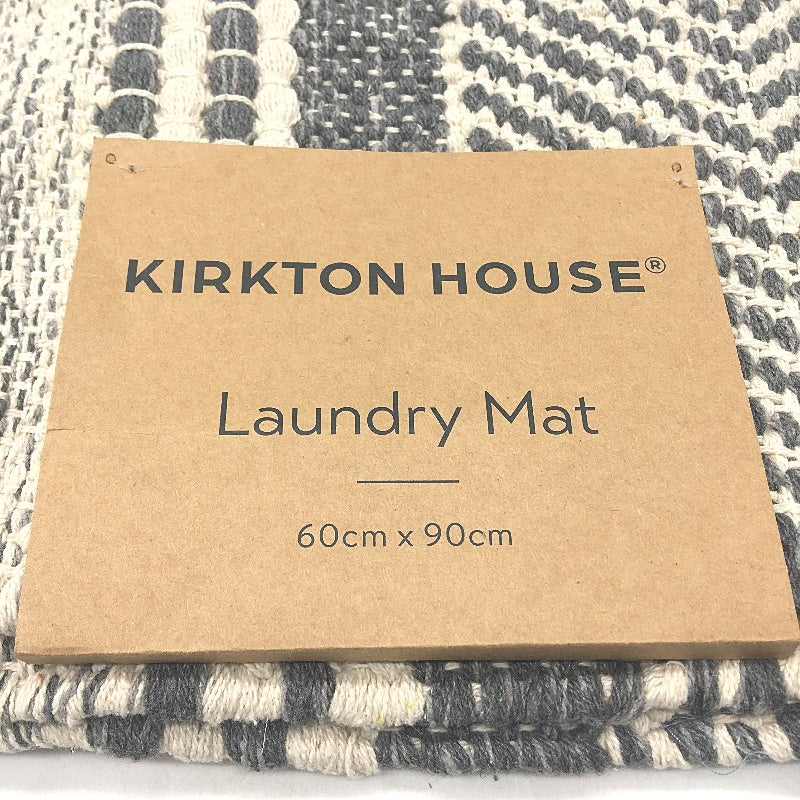 KIRKTON HOUSE®
Laundry Mat
60cm x 90cm